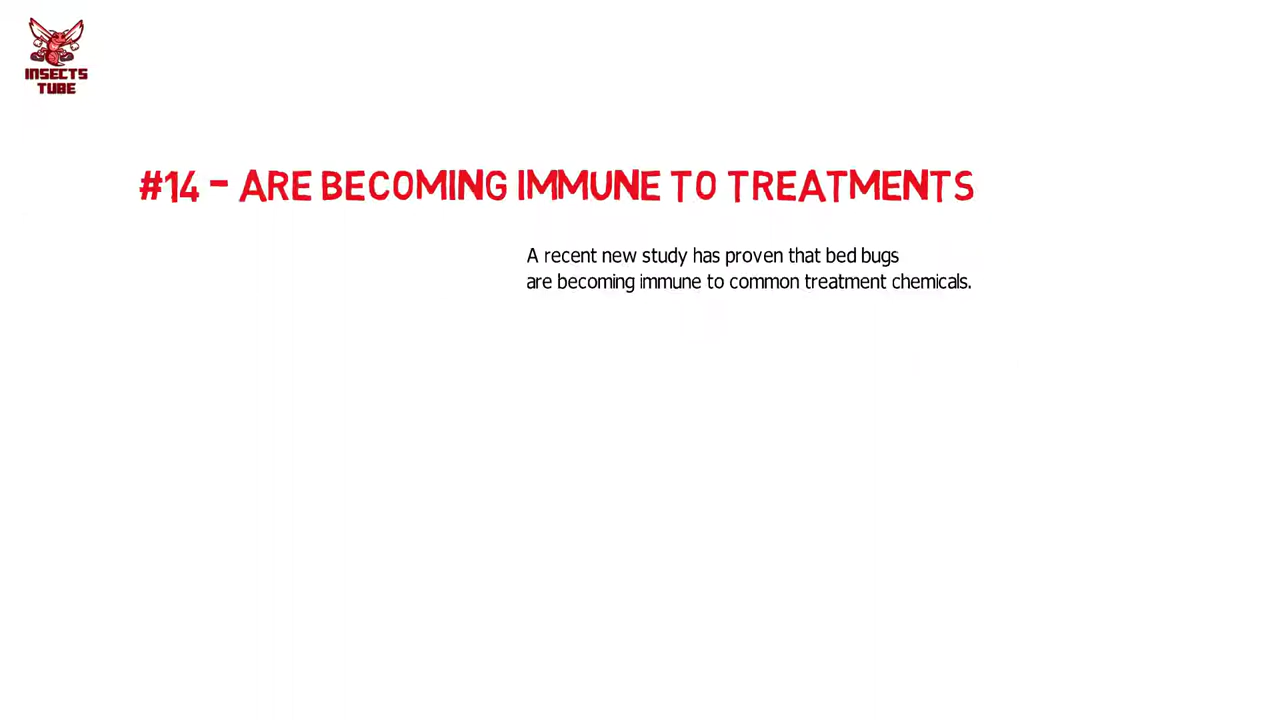 INSECTS
TUBE
#14 - ARE BECOMING IMMUNE TO TREATMENTS
A recent new study has proven that bed bugs
are becoming immune to common treatment chemicals.